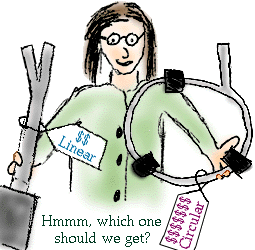 $$
Linear
$$$$$$$
Circular
Hmmm, which one
should we get?